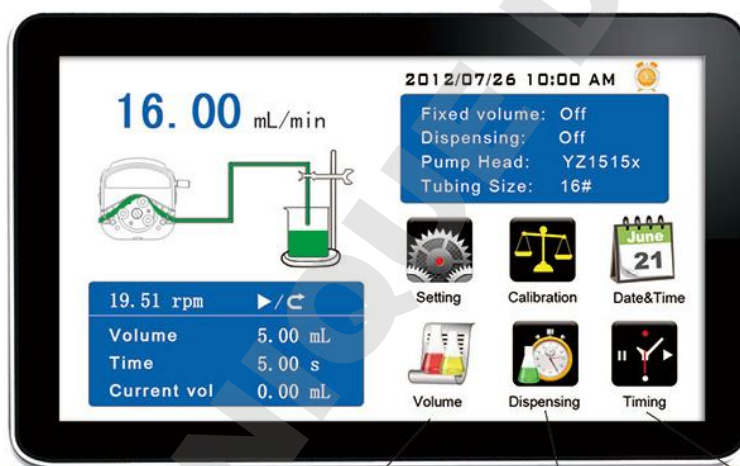 2012/07/26 10:00 AM
16.00 mL/min
Fixed volume: Off
Dispensing: Off
Pump Head: YZ1515x
Tubing Size: 16#
June
21
Setting
Calibration
Date&Time
19.51 rpm
Volume 5.00 mL
Time 5.00 s
Current vol 0.00 mL
Volume
Dispensing
Timing